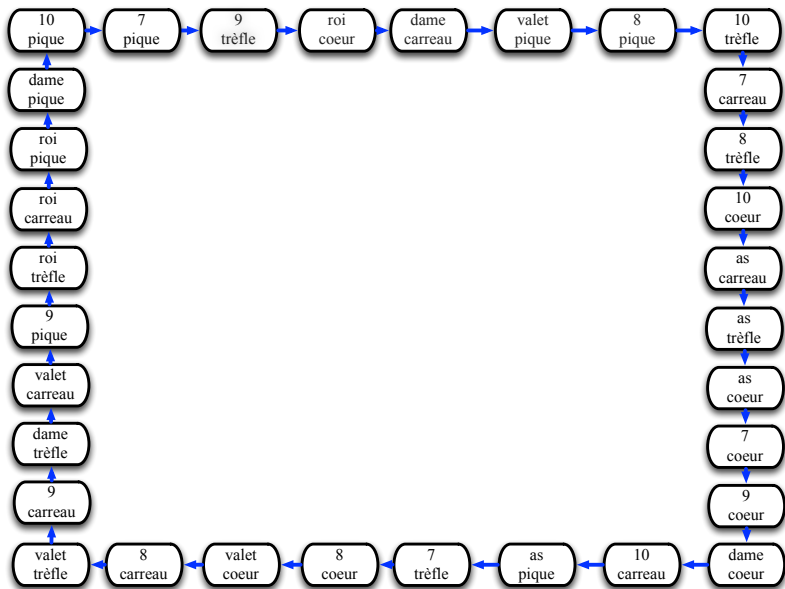 10
pique
7
pique
9
trèfle
roi
coeur
dame
carreau
valet
pique
8
pique
10
trèfle
7
carreau
8
trèfle
10
coeur
as
carreau
as
trèfle
as
coeur
7
coeur
9
coeur
dame
coeur
10
carreau
as
pique
7
trèfle
8
coeur
valet
coeur
8
carreau
valet
trèfle
9
carreau
dame
trèfle
valet
carreau
9
pique
roi
trèfle
roi
carreau
roi
pique
dame
pique